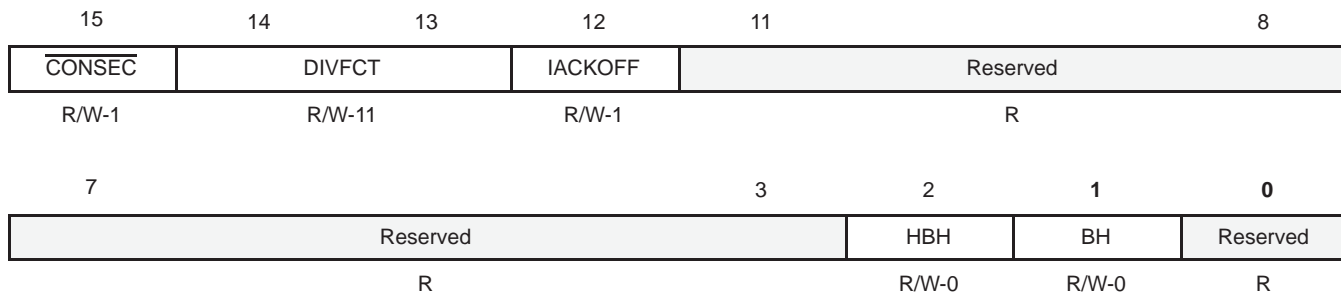 15 14 13 12 11 8
CONSEC DIVFCT IACKOFF Reserved
R/W-1 R/W-11 R/W-1 R
7 3 2 1 0
Reserved HBH BH Reserved
R R/W-0 R/W-0 R